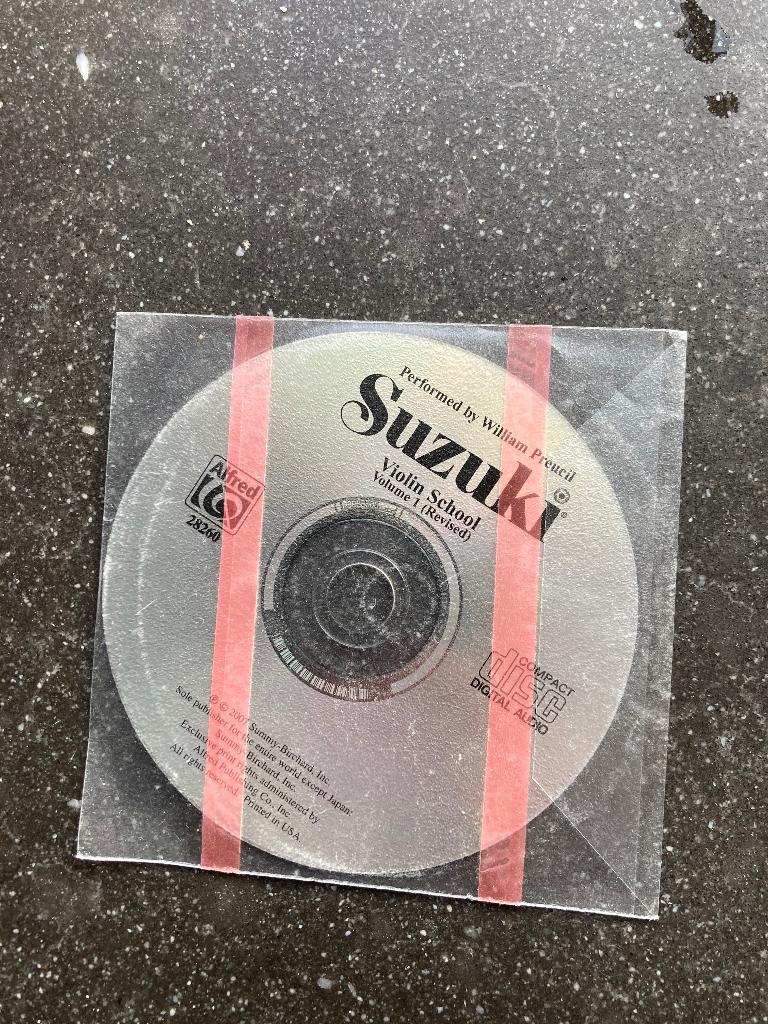 Performed by William Preucil
Suzuki®
Violin School
Volume 1 (Revised)
Alfred
28260
COMPACT
disc
DIGITAL AUDIO
℗ © 2007 Summy-Birchard, Inc.
Sole publisher for the entire world except Japan.
Summy-Birchard, Inc.
Exclusive print rights administered by
Alfred Publishing Co., Inc.
All rights reserved. Printed in USA.